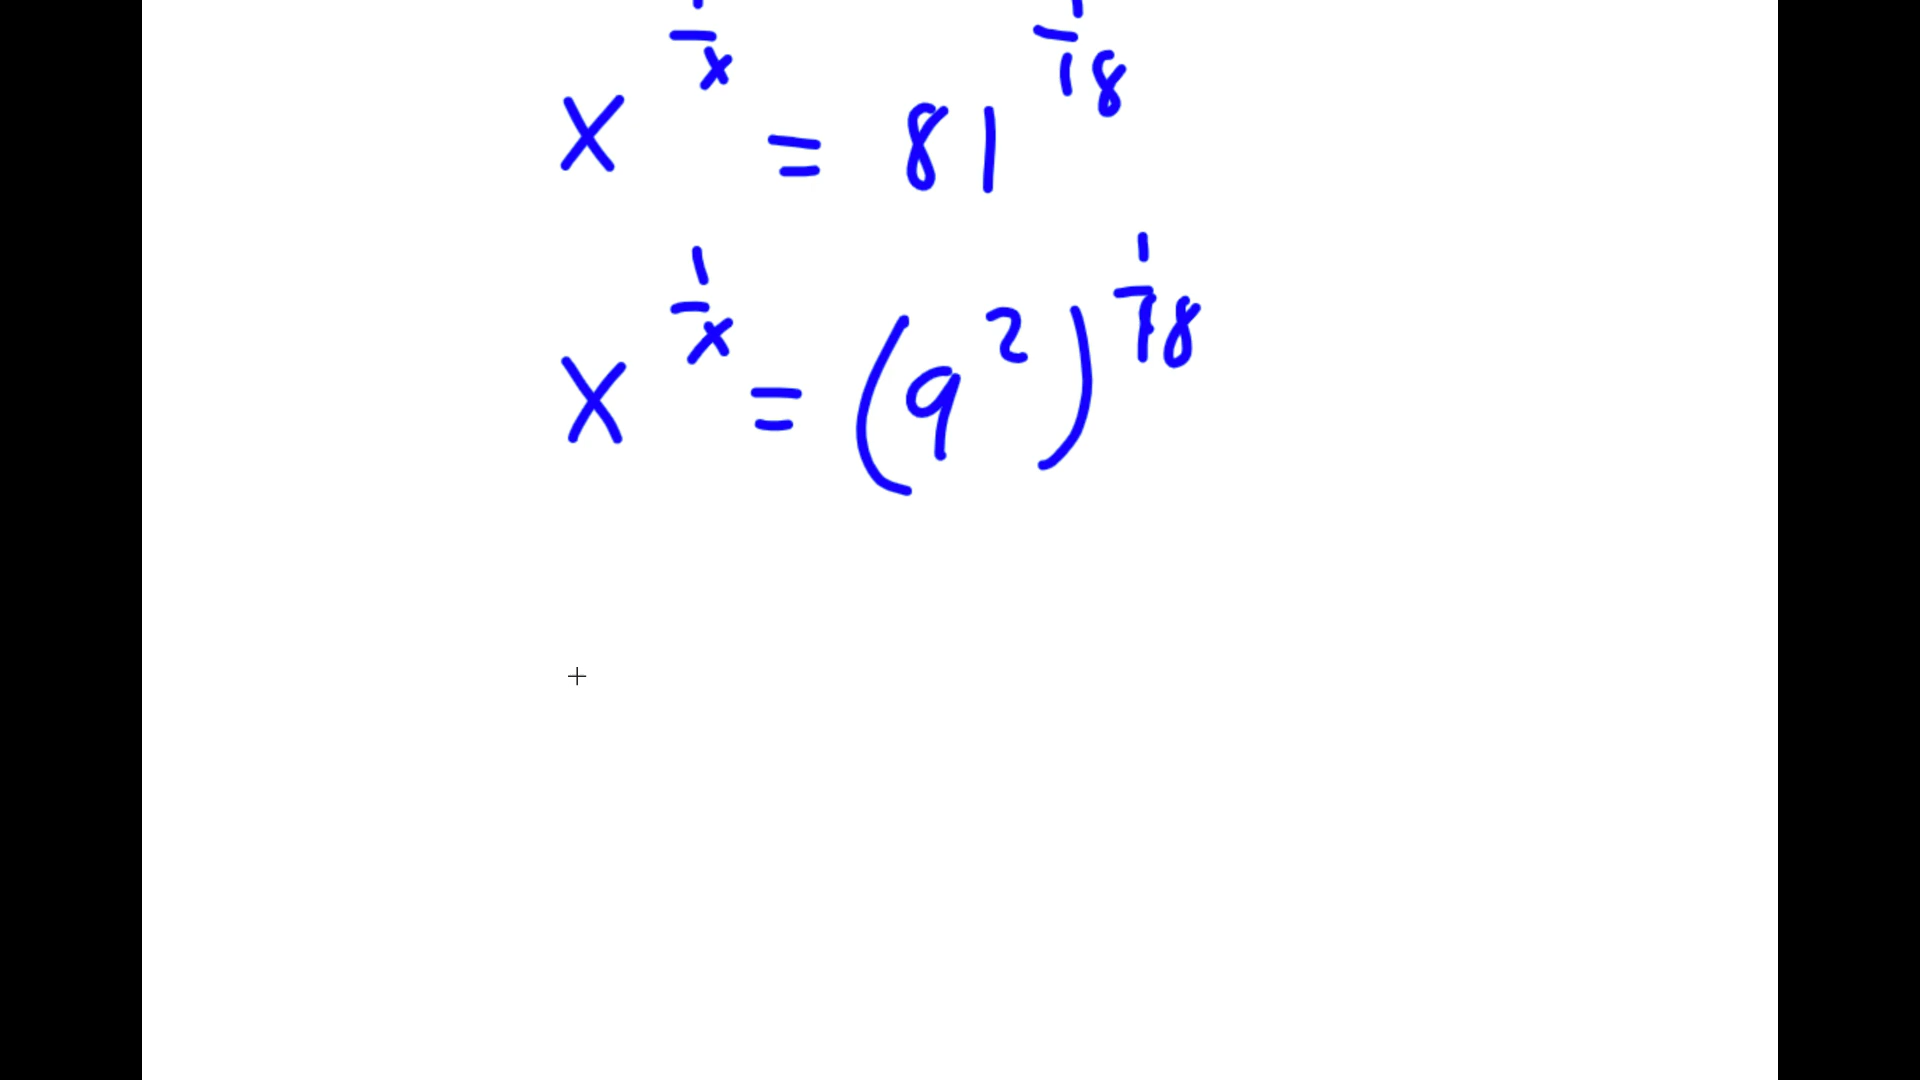 x^(1/x) = 81^(1/18)
x^(1/x) = (9^2)^(1/18)